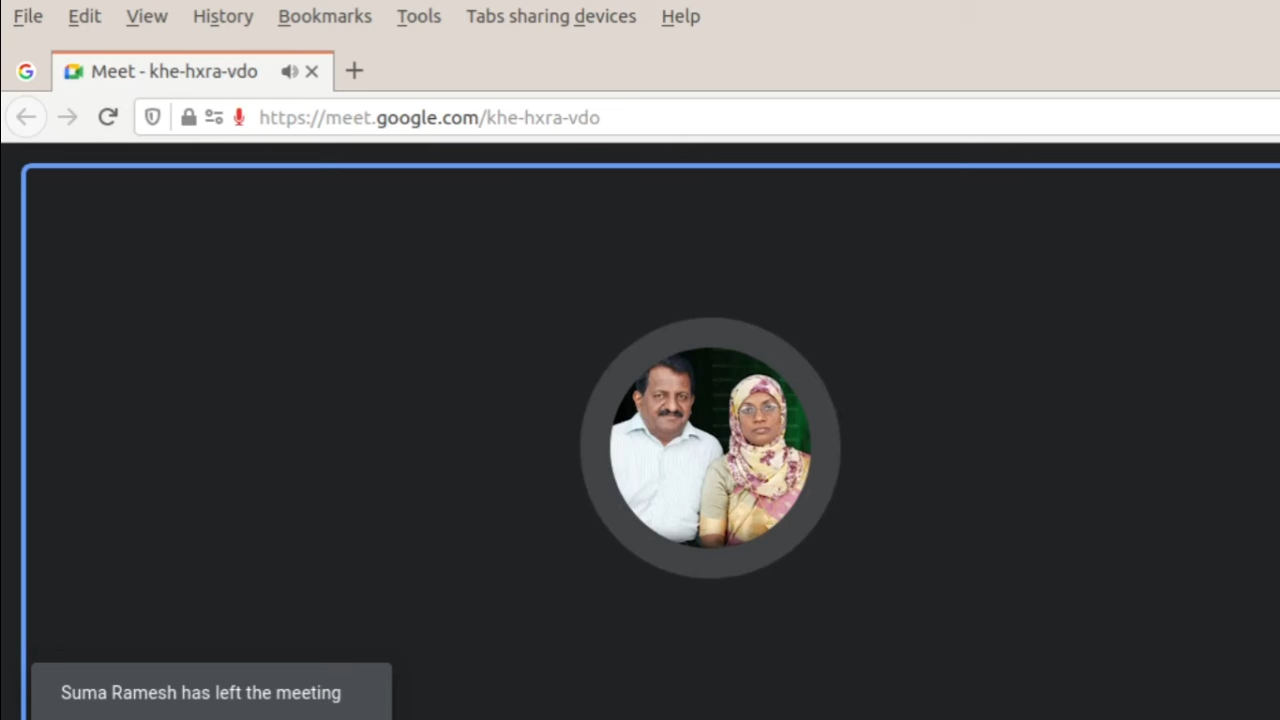 File Edit View History Bookmarks Tools Tabs sharing devices Help
Meet - khe-hxra-vdo
https://meet.google.com/khe-hxra-vdo
Suma Ramesh has left the meeting